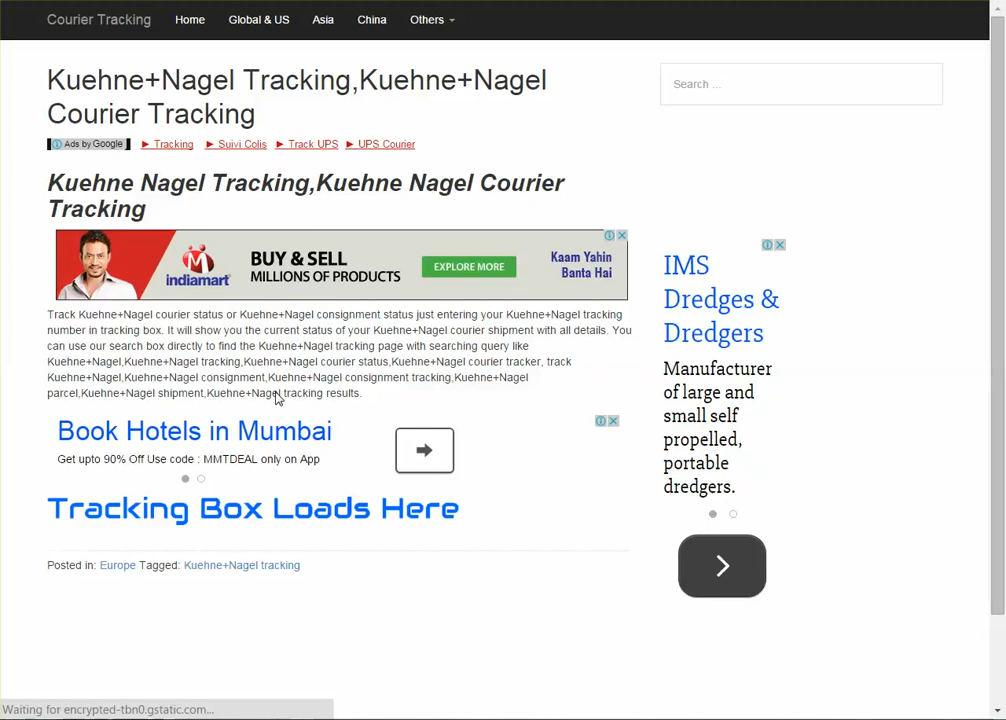 Courier Tracking Home Global & US Asia China Others
Kuehne+Nagel Tracking,Kuehne+Nagel
Courier Tracking
Search ...
Ads by Google ► Tracking ► Suivi Colis ► Track UPS ► UPS Courier
Kuehne Nagel Tracking,Kuehne Nagel Courier
Tracking
indiamart
BUY & SELL
MILLIONS OF PRODUCTS
EXPLORE MORE
Kaam Yahin
Banta Hai
Track Kuehne+Nagel courier status or Kuehne+Nagel consignment status just entering your Kuehne+Nagel tracking
number in tracking box. It will show you the current status of your Kuehne+Nagel courier shipment with all details. You
can use our search box directly to find the Kuehne+Nagel tracking page with searching query like
Kuehne+Nagel,Kuehne+Nagel tracking,Kuehne+Nagel courier status,Kuehne+Nagel courier tracker, track
Kuehne+Nagel,Kuehne+Nagel consignment,Kuehne+Nagel consignment tracking,Kuehne+Nagel
parcel,Kuehne+Nagel shipment,Kuehne+Nagel tracking results.
Book Hotels in Mumbai
Get upto 90% Off Use code : MMTDEAL only on App
Tracking Box Loads Here
Posted in: Europe Tagged: Kuehne+Nagel tracking
IMS
Dredges &
Dredgers
Manufacturer
of large and
small self
propelled,
portable
dredgers.
Waiting for encrypted-tbn0.gstatic.com...